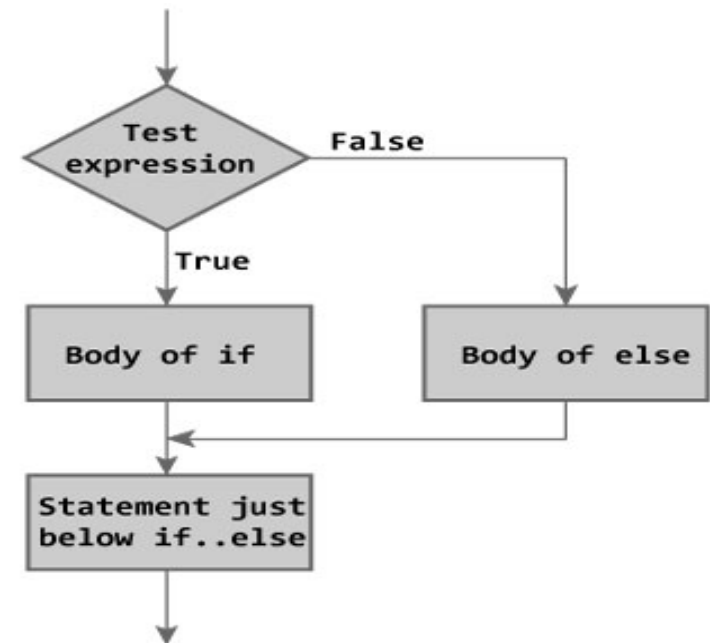 Test
expression
False
True
Body of if
Body of else
Statement just
below if..else